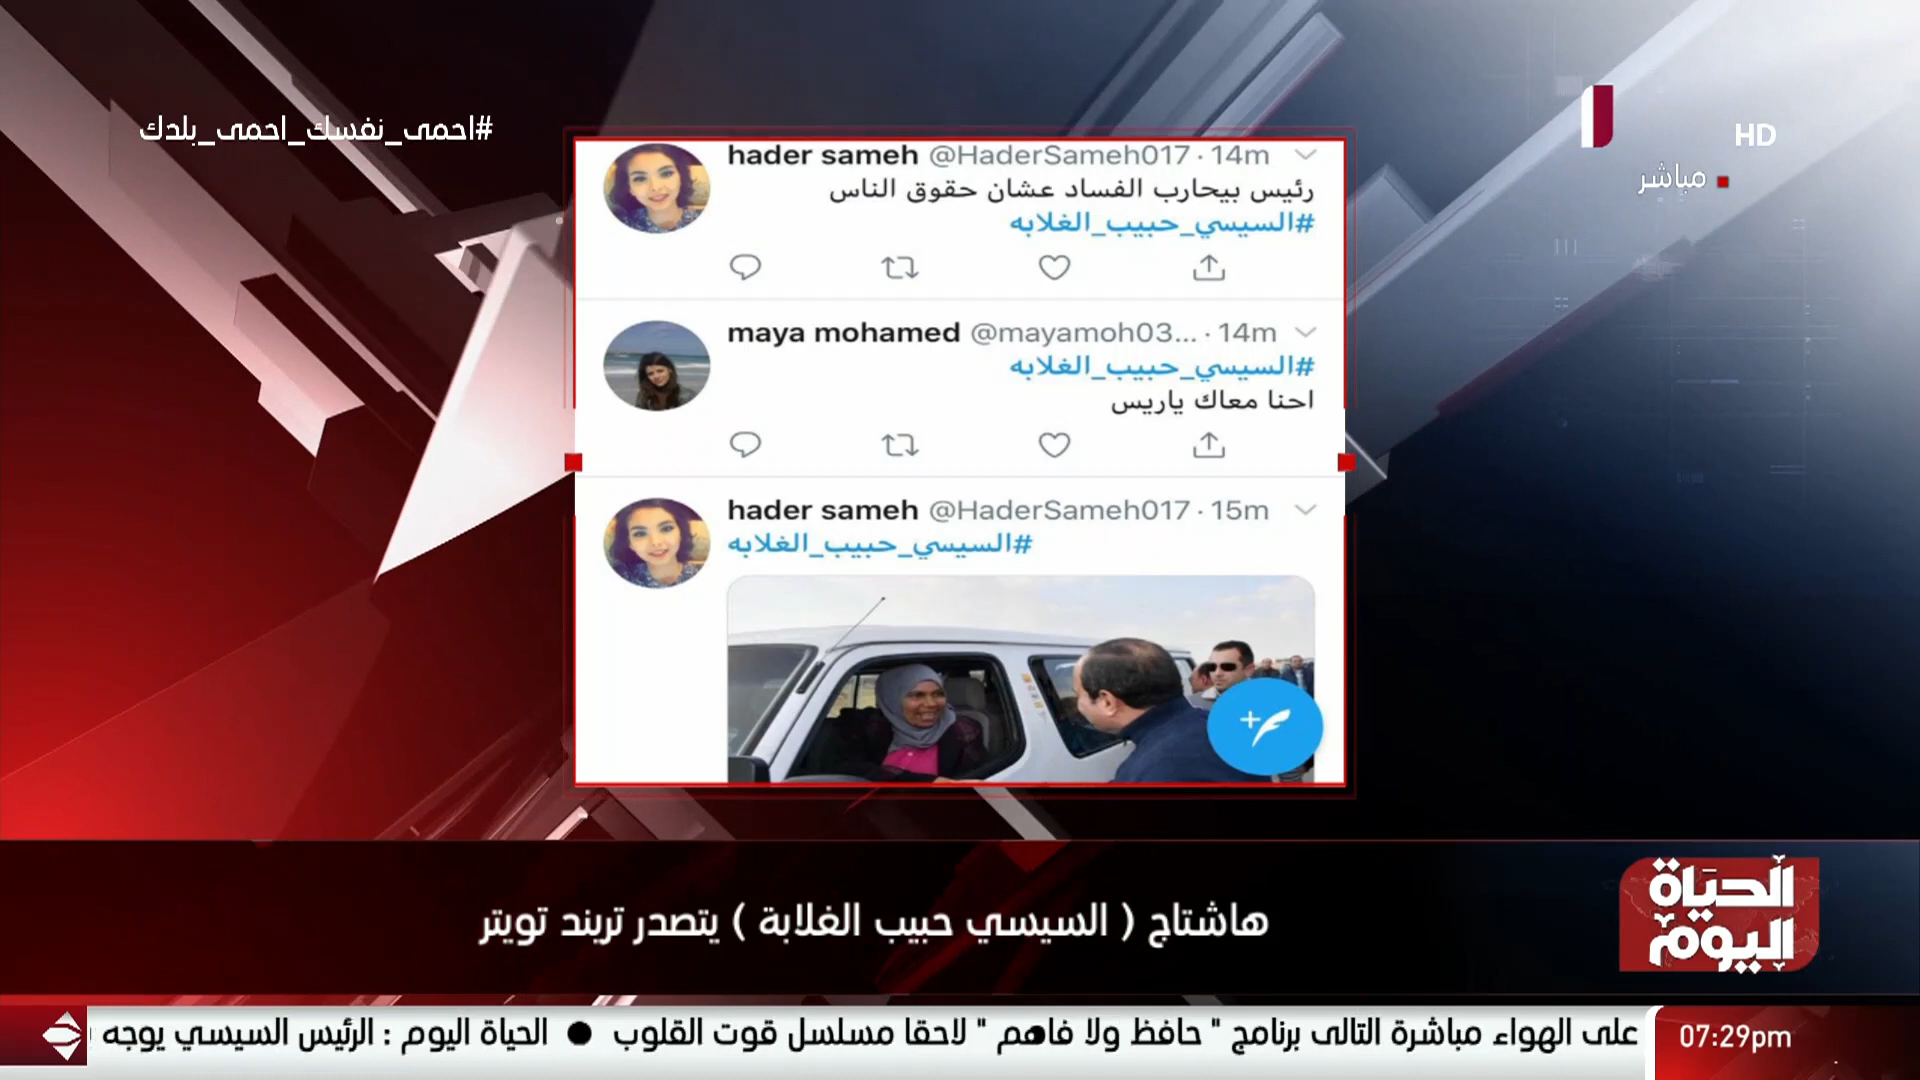 #احمى_نفسك_احمى_بلدك
HD
مباشر
hader sameh @HaderSameh017 · 14m
رئيس بيحارب الفساد عشان حقوق الناس
#السيسي_حبيب_الغلابه
maya mohamed @mayamoh03... · 14m
#السيسي_حبيب_الغلابه
احنا معاك ياريس
hader sameh @HaderSameh017 · 15m
#السيسي_حبيب_الغلابه
هاشتاج ( السيسي حبيب الغلابة ) يتصدر تريند تويتر
الحياة
اليوم
على الهواء مباشرة التالى برنامج " حافظ ولا فاهم " لاحقا مسلسل قوت القلوب ● الحياة اليوم : الرئيس السيسي يوجه
07:29pm